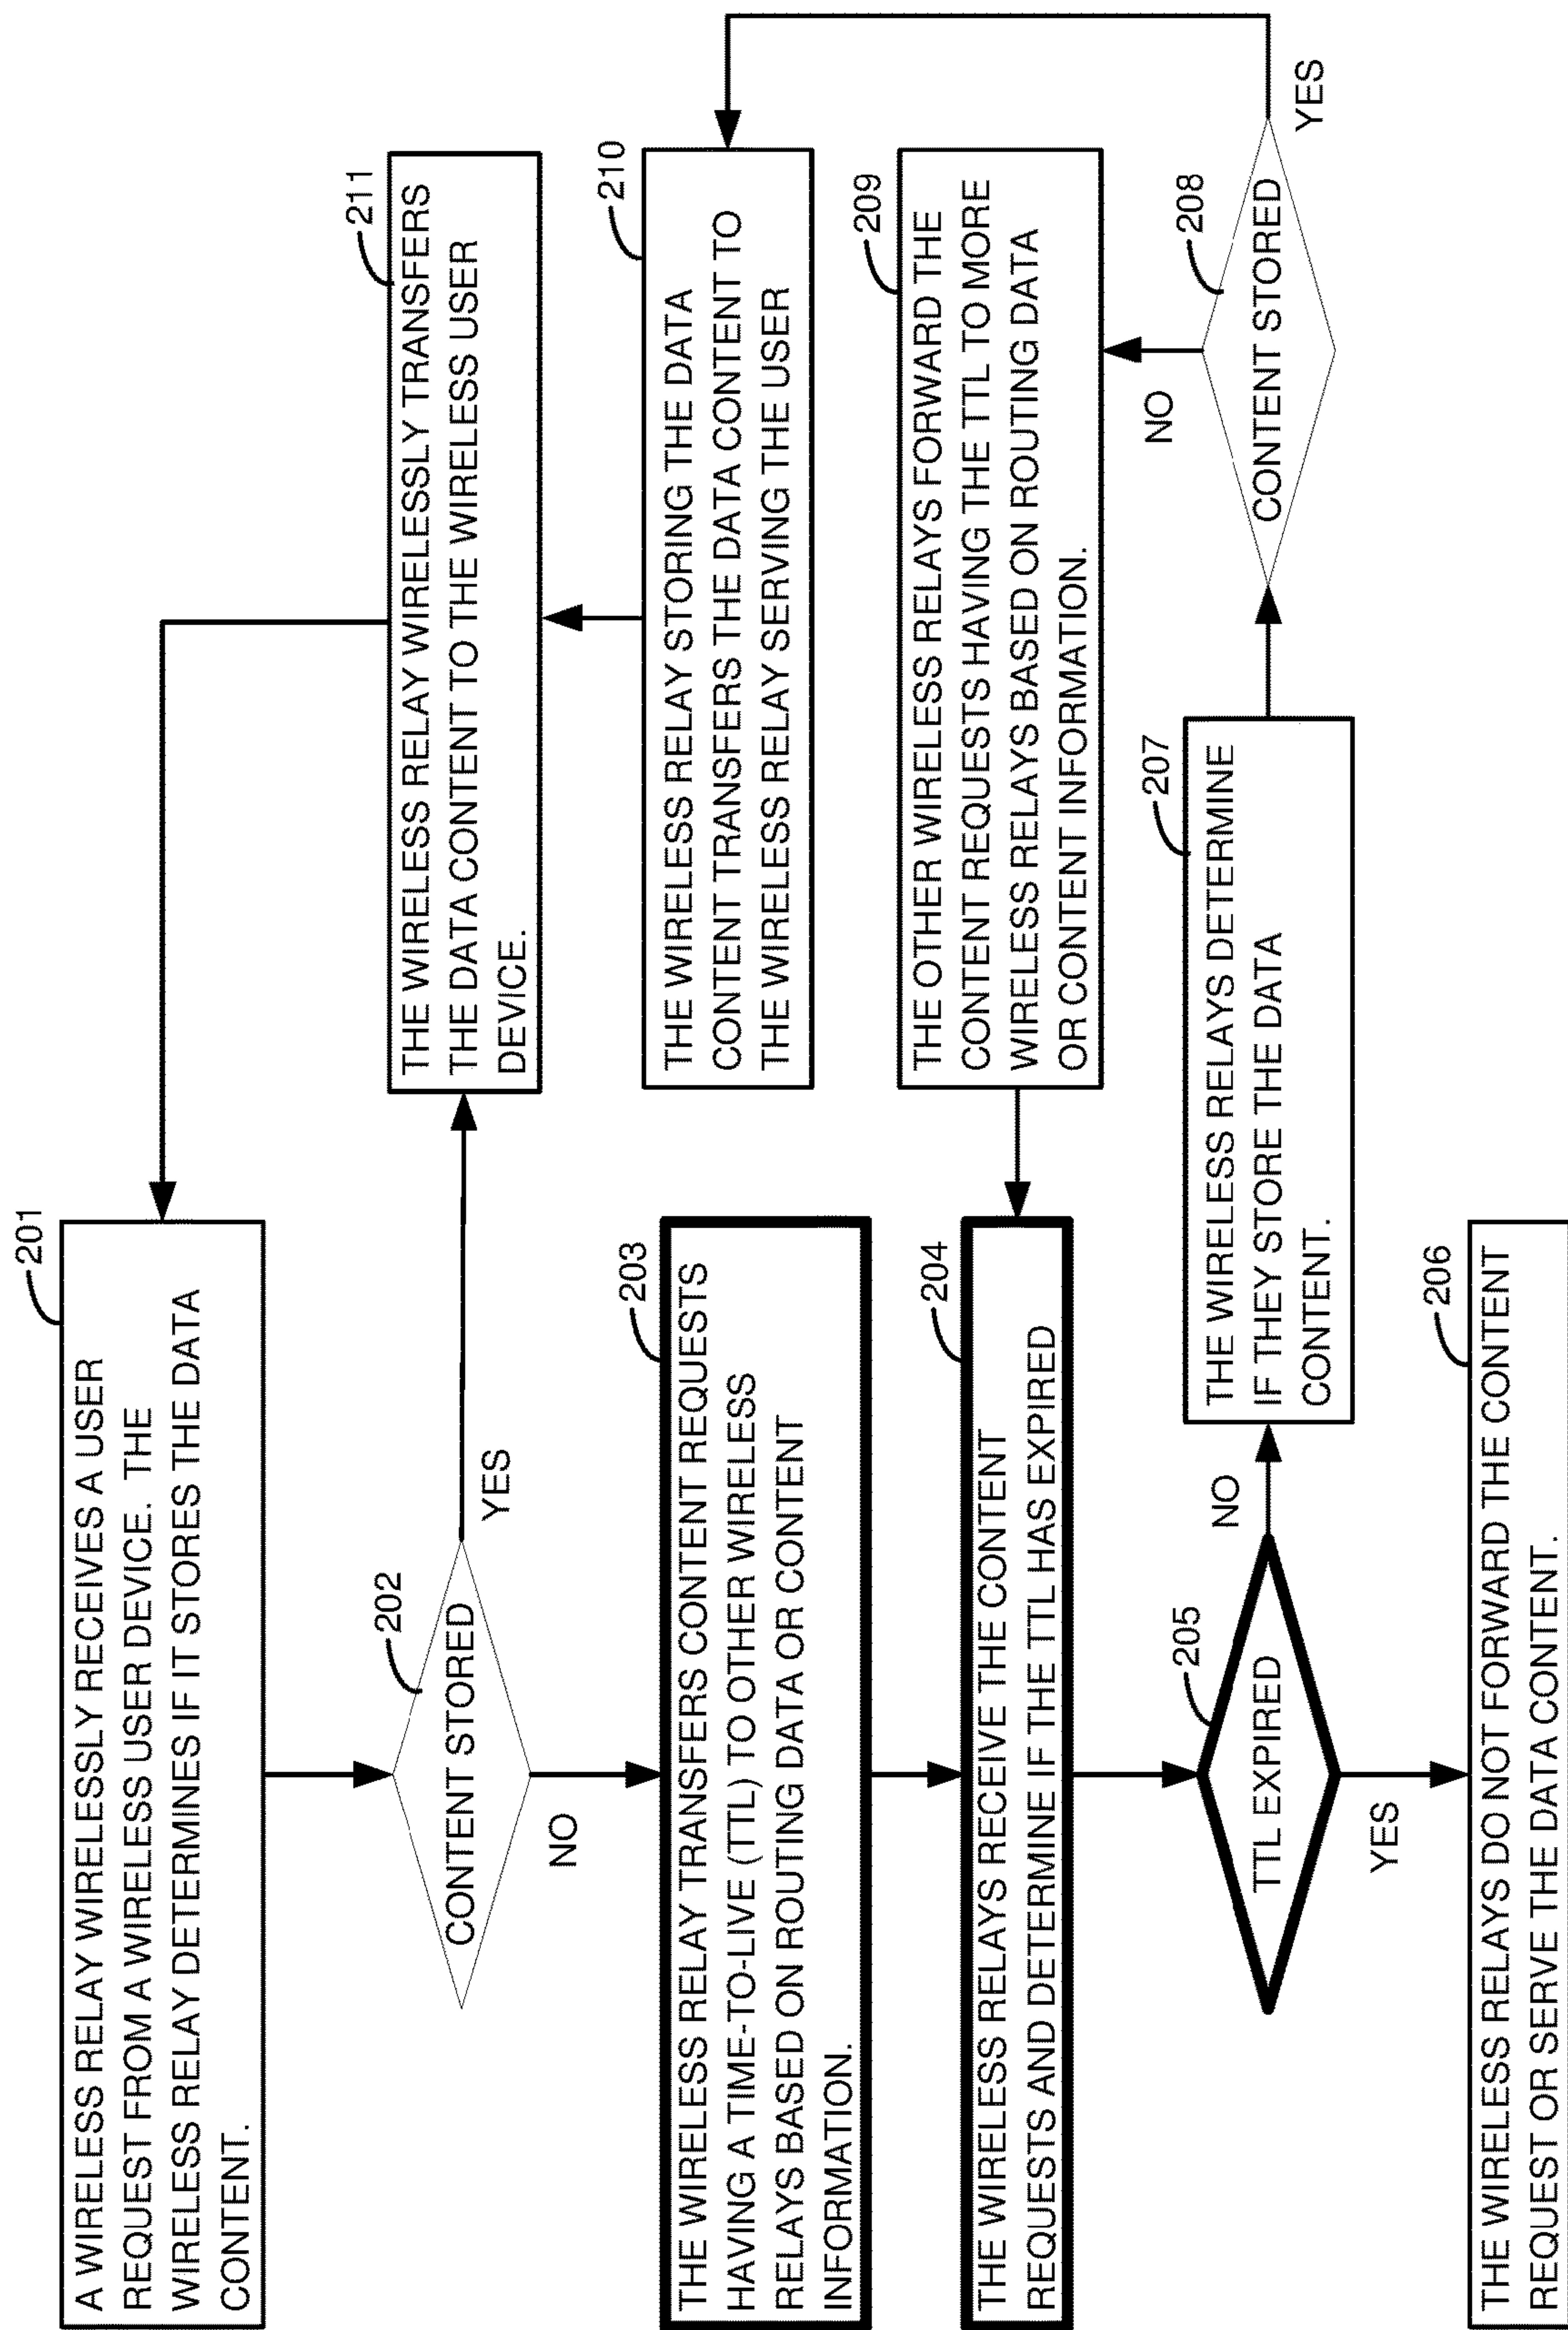 201
A WIRELESS RELAY WIRELESSLY RECEIVES A USER
REQUEST FROM A WIRELESS USER DEVICE. THE
WIRELESS RELAY DETERMINES IF IT STORES THE DATA
CONTENT.
202
CONTENT STORED
YES
NO
203
THE WIRELESS RELAY TRANSFERS CONTENT REQUESTS
HAVING A TIME-TO-LIVE (TTL) TO OTHER WIRELESS
RELAYS BASED ON ROUTING DATA OR CONTENT
INFORMATION.
204
THE WIRELESS RELAYS RECEIVE THE CONTENT
REQUESTS AND DETERMINE IF THE TTL HAS EXPIRED
205
TTL EXPIRED
NO
YES
206
THE WIRELESS RELAYS DO NOT FORWARD THE CONTENT
REQUEST OR SERVE THE DATA CONTENT.
207
THE WIRELESS RELAYS DETERMINE
IF THEY STORE THE DATA
CONTENT.
208
CONTENT STORED
NO
YES
209
THE OTHER WIRELESS RELAYS FORWARD THE
CONTENT REQUESTS HAVING THE TTL TO MORE
WIRELESS RELAYS BASED ON ROUTING DATA
OR CONTENT INFORMATION.
210
THE WIRELESS RELAY STORING THE DATA
CONTENT TRANSFERS THE DATA CONTENT TO
THE WIRELESS RELAY SERVING THE USER
211
THE WIRELESS RELAY WIRELESSLY TRANSFERS
THE DATA CONTENT TO THE WIRELESS USER
DEVICE.